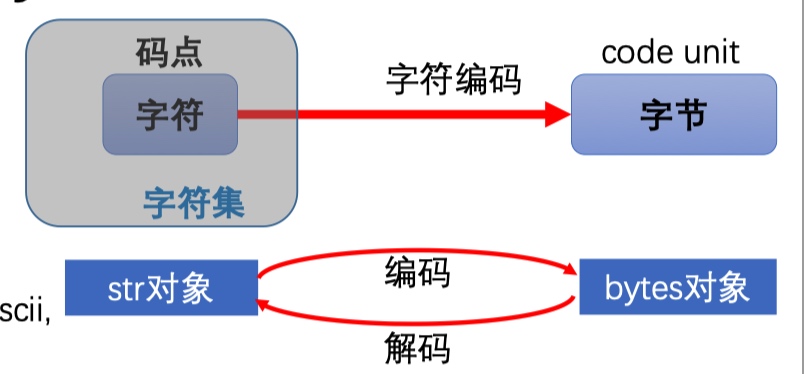 码点
code unit
字符编码
字符
字节
字符集
编码
str对象
bytes对象
scii,
解码